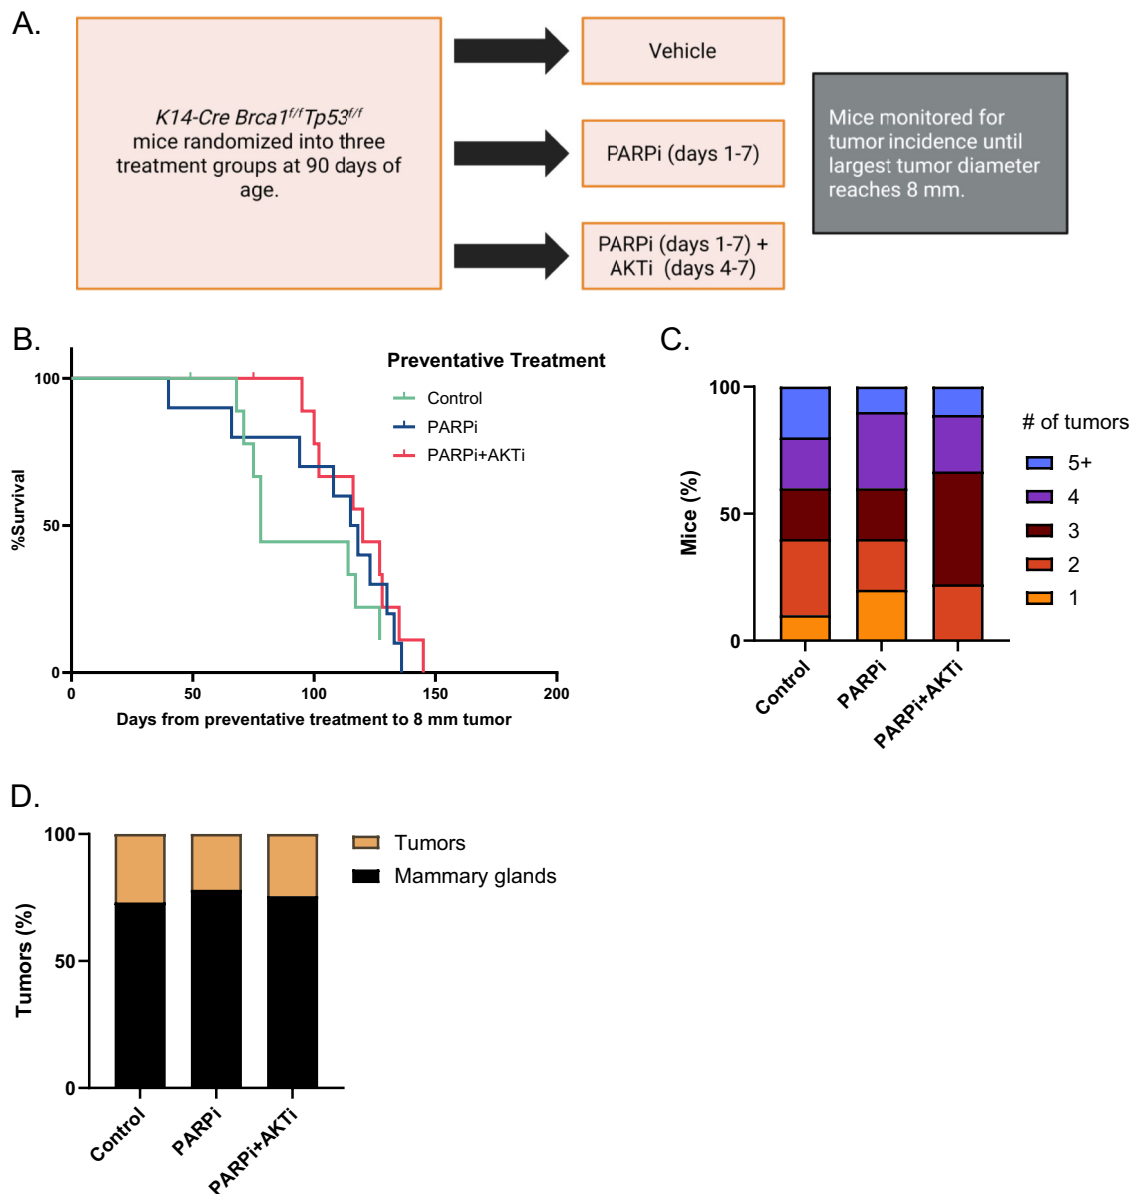 A.
K14-Cre Brca1f/fTp53f/f
mice randomized into three
treatment groups at 90 days of
age.
Vehicle
PARPi (days 1-7)
PARPi (days 1-7) +
AKTi (days 4-7)
Mice monitored for
tumor incidence until
largest tumor diameter
reaches 8 mm.
B.
Preventative Treatment
Control
PARPi
PARPi+AKTi
%Survival
100
50
0
0 50 100 150 200
Days from preventative treatment to 8 mm tumor
C.
Mice (%)
100
50
0
Control
PARPi
PARPi+AKTi
# of tumors
5+
4
3
2
1
D.
Tumors (%)
100
50
0
Control
PARPi
PARPi+AKTi
Tumors
Mammary glands